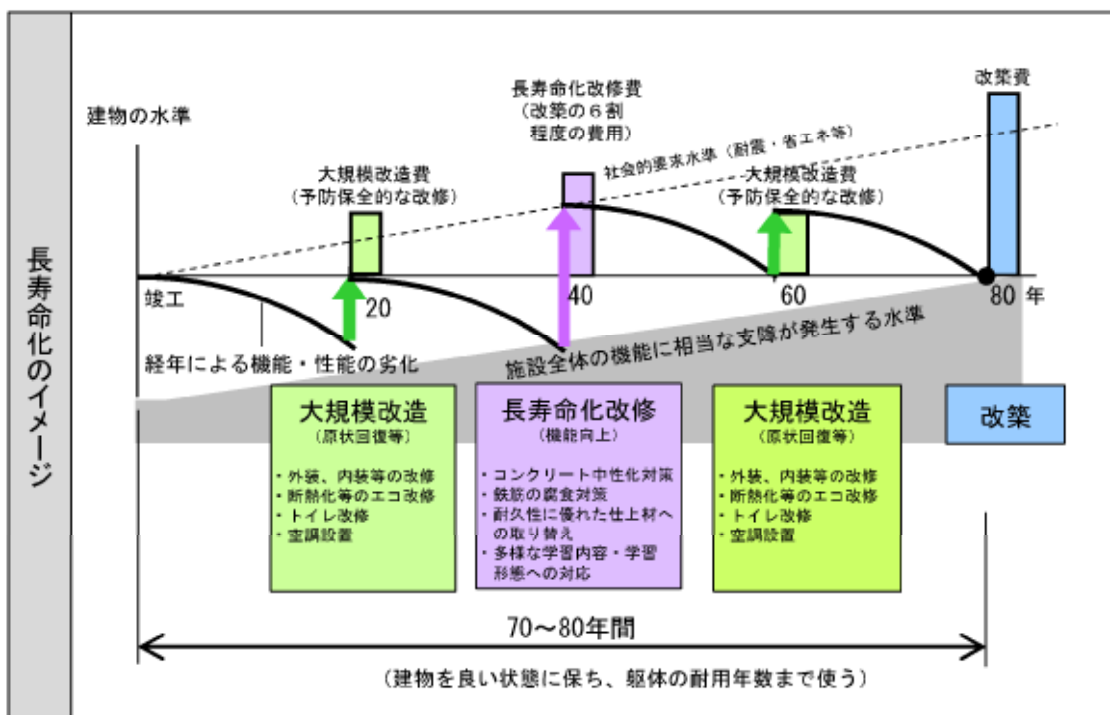 長寿命化のイメージ
建物の水準
大規模改造費
（予防保全的な改修）
長寿命化改修費
（改築の６割
程度の費用）
社会的要求水準（耐震・省エネ等）
大規模改造費
（予防保全的な改修）
改築費
竣工
20
40
60
80 年
経年による機能・性能の劣化
施設全体の機能に相当な支障が発生する水準
大規模改造
（原状回復等）
・外装、内装等の改修
・断熱化等のエコ改修
・トイレ改修
・空調設置
長寿命化改修
（機能向上）
・コンクリート中性化対策
・鉄筋の腐食対策
・耐久性に優れた仕上材へ
の取り替え
・多様な学習内容・学習
形態への対応
大規模改造
（原状回復等）
・外装、内装等の改修
・断熱化等のエコ改修
・トイレ改修
・空調設置
改築
70～80年間
（建物を良い状態に保ち、躯体の耐用年数まで使う）